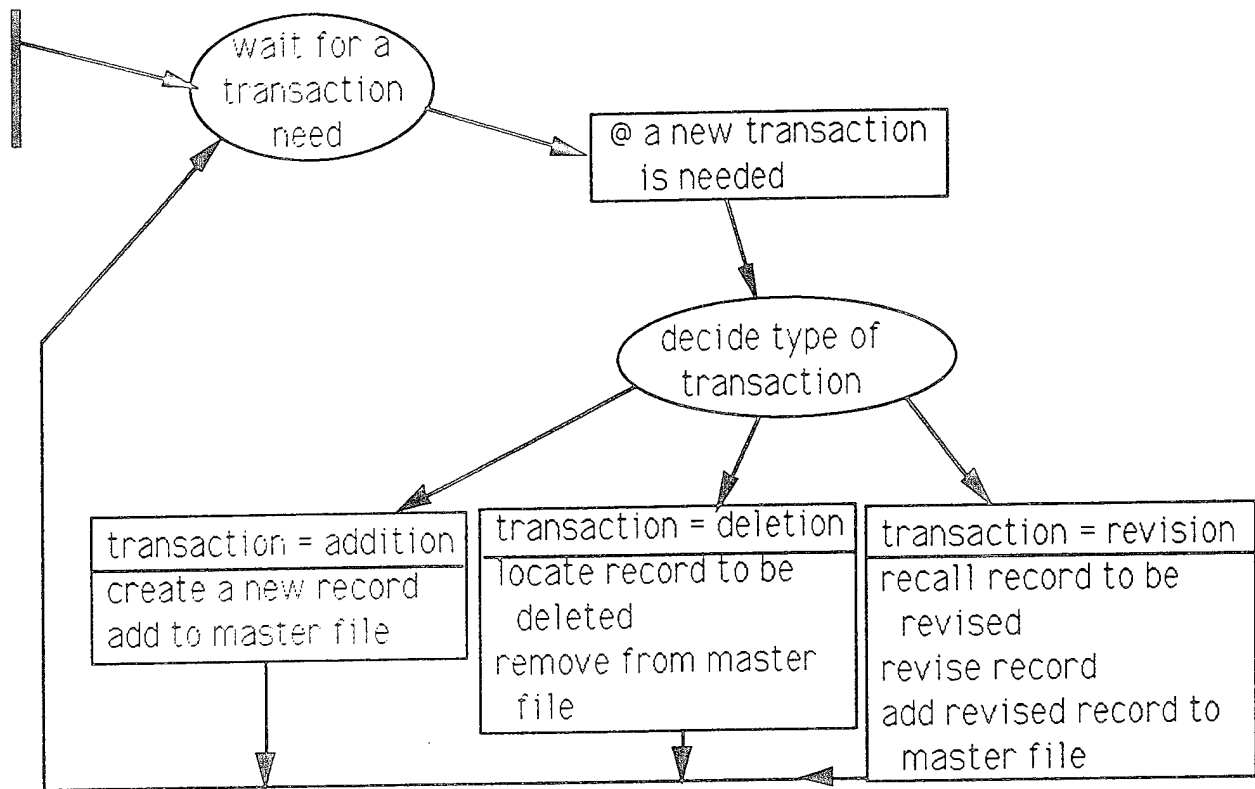 wait for a
transaction
need
@ a new transaction
is needed
decide type of
transaction
transaction = addition
create a new record
add to master file
transaction = deletion
locate record to be
deleted
remove from master
file
transaction = revision
recall record to be
revised
revise record
add revised record to
master file